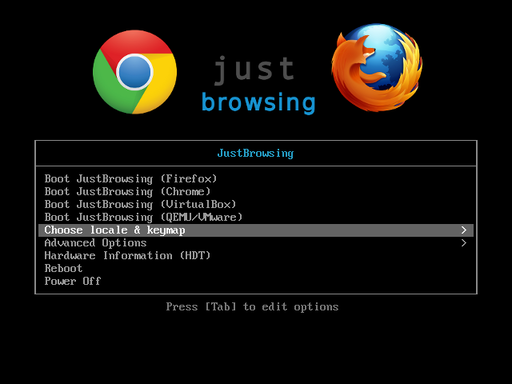 just
browsing
JustBrowsing
Boot JustBrowsing (Firefox)
Boot JustBrowsing (Chrome)
Boot JustBrowsing (VirtualBox)
Boot JustBrowsing (QEMU/VMware)
Choose locale & keymap >
Advanced Options >
Hardware Information (HDT)
Reboot
Power Off
Press [Tab] to edit options